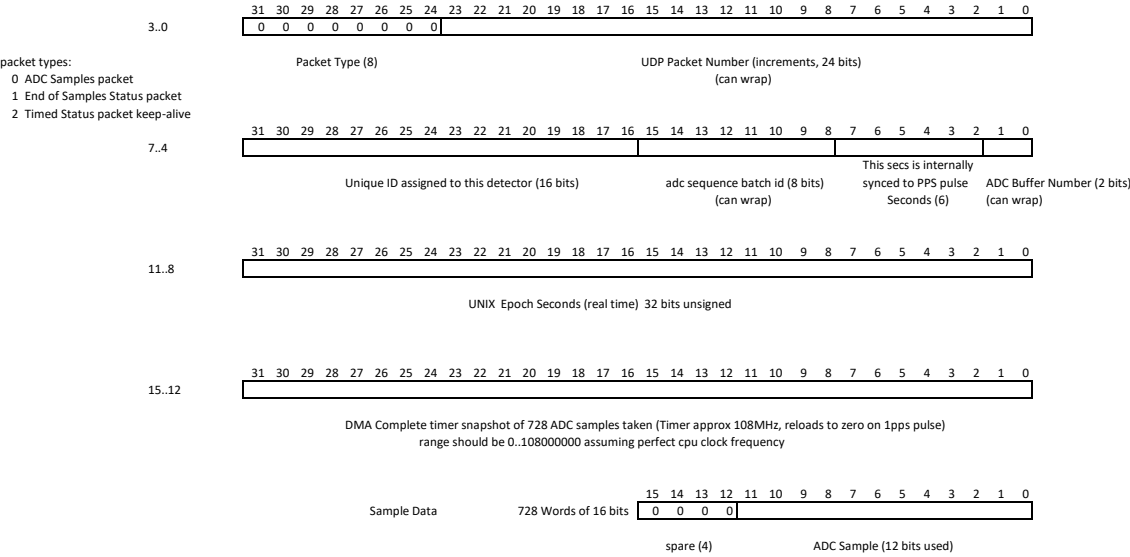 31 30 29 28 27 26 25 24 23 22 21 20 19 18 17 16 15 14 13 12 11 10 9 8 7 6 5 4 3 2 1 0
3..0 0 0 0 0 0 0 0 0
packet types: Packet Type (8) UDP Packet Number (increments, 24 bits)
0 ADC Samples packet (can wrap)
1 End of Samples Status packet
2 Timed Status packet keep-alive
31 30 29 28 27 26 25 24 23 22 21 20 19 18 17 16 15 14 13 12 11 10 9 8 7 6 5 4 3 2 1 0
7..4
This secs is internally
Unique ID assigned to this detector (16 bits) adc sequence batch id (8 bits) synced to PPS pulse ADC Buffer Number (2 bits)
(can wrap) Seconds (6) (can wrap)
31 30 29 28 27 26 25 24 23 22 21 20 19 18 17 16 15 14 13 12 11 10 9 8 7 6 5 4 3 2 1 0
11..8
UNIX Epoch Seconds (real time) 32 bits unsigned
31 30 29 28 27 26 25 24 23 22 21 20 19 18 17 16 15 14 13 12 11 10 9 8 7 6 5 4 3 2 1 0
15..12
DMA Complete timer snapshot of 728 ADC samples taken (Timer approx 108MHz, reloads to zero on 1pps pulse)
range should be 0..108000000 assuming perfect cpu clock frequency
15 14 13 12 11 10 9 8 7 6 5 4 3 2 1 0
Sample Data 728 Words of 16 bits 0 0 0 0
spare (4) ADC Sample (12 bits used)